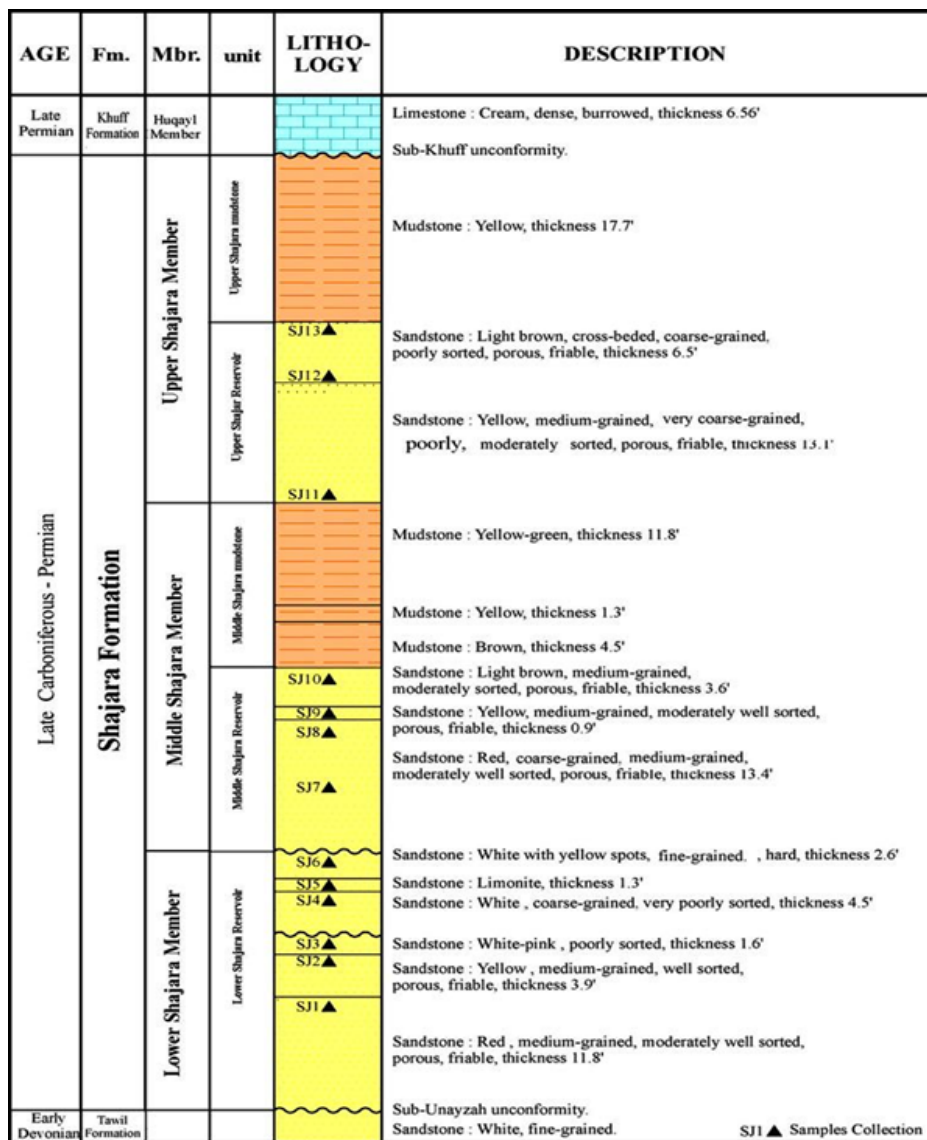 AGE Fm. Mbr. unit LITHO-LOGY DESCRIPTION
Late Permian
Khuff Formation
Huqayl Member
Limestone : Cream, dense, burrowed, thickness 6.56'
Sub-Khuff unconformity.
Late Carboniferous - Permian
Shajara Formation
Upper Shajara Member
Upper Shajara mudstone
Mudstone : Yellow, thickness 17.7'
Upper Shajar Reservoir
SJ13
Sandstone : Light brown, cross-beded, coarse-grained,
poorly sorted, porous, friable, thickness 6.5'
SJ12
Sandstone : Yellow, medium-grained, very coarse-grained,
poorly, moderately sorted, porous, friable, thickness 13.1'
SJ11
Middle Shajara Member
Middle Shajara mudstone
Mudstone : Yellow-green, thickness 11.8'
Mudstone : Yellow, thickness 1.3'
Mudstone : Brown, thickness 4.5'
Middle Shajara Reservoir
SJ10
Sandstone : Light brown, medium-grained,
moderately sorted, porous, friable, thickness 3.6'
SJ9
Sandstone : Yellow, medium-grained, moderately well sorted,
porous, friable, thickness 0.9'
SJ8
Sandstone : Red, coarse-grained, medium-grained,
moderately well sorted, porous, friable, thickness 13.4'
SJ7
Lower Shajara Member
Lower Shajara Reservoir
SJ6
Sandstone : White with yellow spots, fine-grained. , hard, thickness 2.6'
SJ5
Sandstone : Limonite, thickness 1.3'
SJ4
Sandstone : White , coarse-grained, very poorly sorted, thickness 4.5'
SJ3
Sandstone : White-pink , poorly sorted, thickness 1.6'
SJ2
Sandstone : Yellow , medium-grained, well sorted,
porous, friable, thickness 3.9'
SJ1
Sandstone : Red , medium-grained, moderately well sorted,
porous, friable, thickness 11.8'
Sub-Unayzah unconformity.
Early Devonian
Tawil Formation
Sandstone : White, fine-grained.
SJ1 ▲ Samples Collection